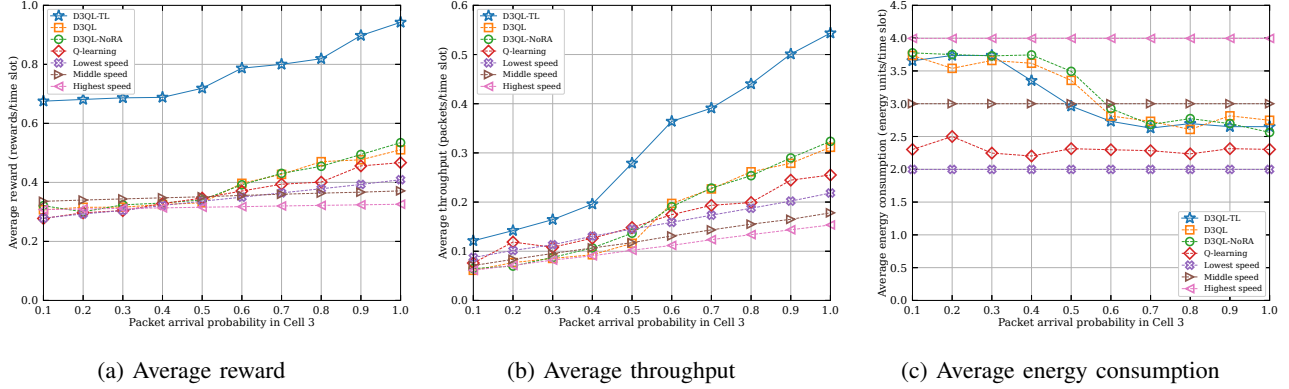 Average reward (rewards/time slot)
1.0
0.8
0.6
0.4
0.2
0.0
D3QL-TL
D3QL
D3QL-NoRA
Q-learning
Lowest speed
Middle speed
Highest speed
0.1 0.2 0.3 0.4 0.5 0.6 0.7 0.8 0.9 1.0
Packet arrival probability in Cell 3
(a) Average reward
Average throughput (packets/time slot)
0.6
0.5
0.4
0.3
0.2
0.1
0.0
D3QL-TL
D3QL
D3QL-NoRA
Q-learning
Lowest speed
Middle speed
Highest speed
0.1 0.2 0.3 0.4 0.5 0.6 0.7 0.8 0.9 1.0
Packet arrival probability in Cell 3
(b) Average throughput
Average energy consumption (energy units/time slot)
4.5
4.0
3.5
3.0
2.5
2.0
1.5
1.0
0.5
0.0
D3QL-TL
D3QL
D3QL-NoRA
Q-learning
Lowest speed
Middle speed
Highest speed
0.1 0.2 0.3 0.4 0.5 0.6 0.7 0.8 0.9 1.0
Packet arrival probability in Cell 3
(c) Average energy consumption